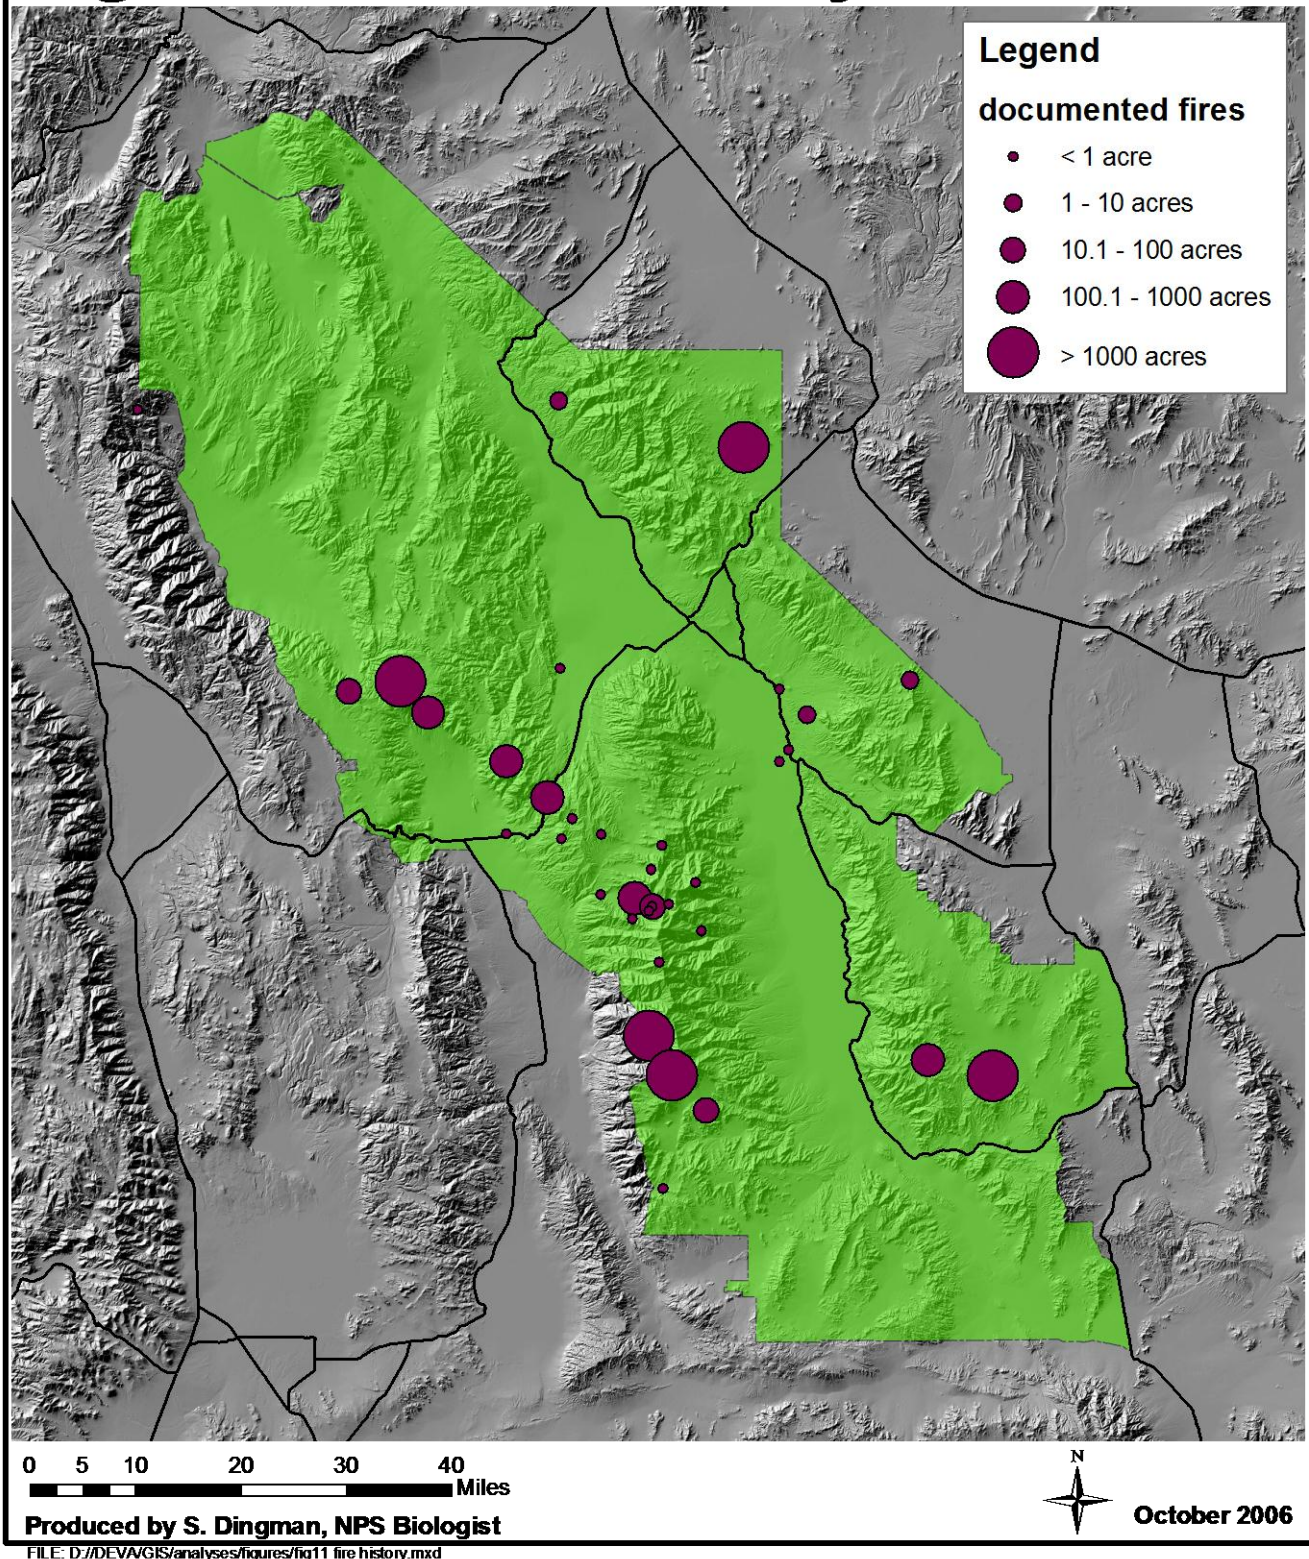 Legend
documented fires
< 1 acre
1 - 10 acres
10.1 - 100 acres
100.1 - 1000 acres
> 1000 acres
0 5 10 20 30 40
Miles
N
Produced by S. Dingman, NPS Biologist
October 2006
FILE: D://DEVA/GIS/analyses/figures/fig11 fire history.mxd